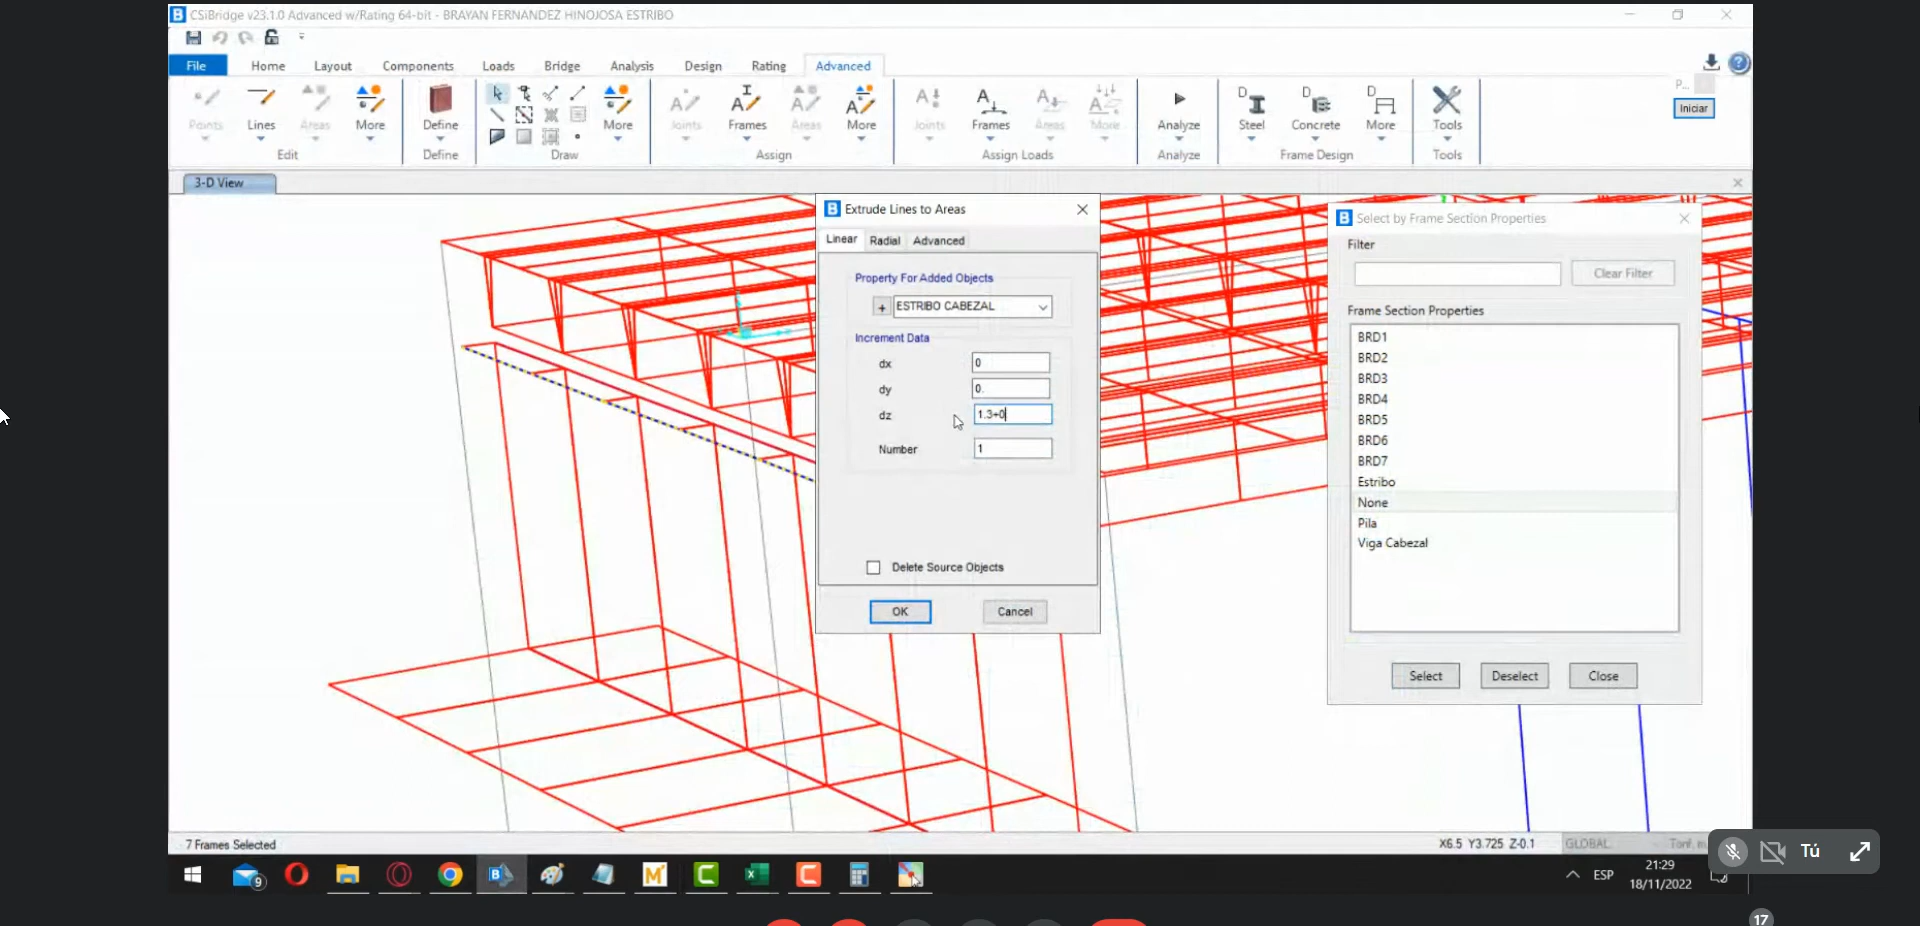 CSiBridge v23.1.0 Advanced w/Rating 64-bit - BRAYAN FERNANDEZ HINOJOSA ESTRIBO
File Home Layout Components Loads Bridge Analysis Design Rating Advanced
P...
Iniciar
Points Lines Areas More Define More Joints Frames Areas More Joints Frames Areas More Analyze Steel Concrete More Tools
Edit Define Draw Assign Assign Loads Analyze Frame Design Tools
3-D View
Extrude Lines to Areas
Linear Radial Advanced
Property For Added Objects
+ ESTRIBO CABEZAL
Increment Data
dx 0
dy 0.
dz 1.3+0
Number 1
Delete Source Objects
OK Cancel
Select by Frame Section Properties
Filter
Clear Filter
Frame Section Properties
BRD1
BRD2
BRD3
BRD4
BRD5
BRD6
BRD7
Estribo
None
Pila
Viga Cabezal
Select Deselect Close
7 Frames Selected
X6.5 Y3.725 Z-0.1 GLOBAL Tonf, m,
Tú
9
ESP
21:29
18/11/2022
17